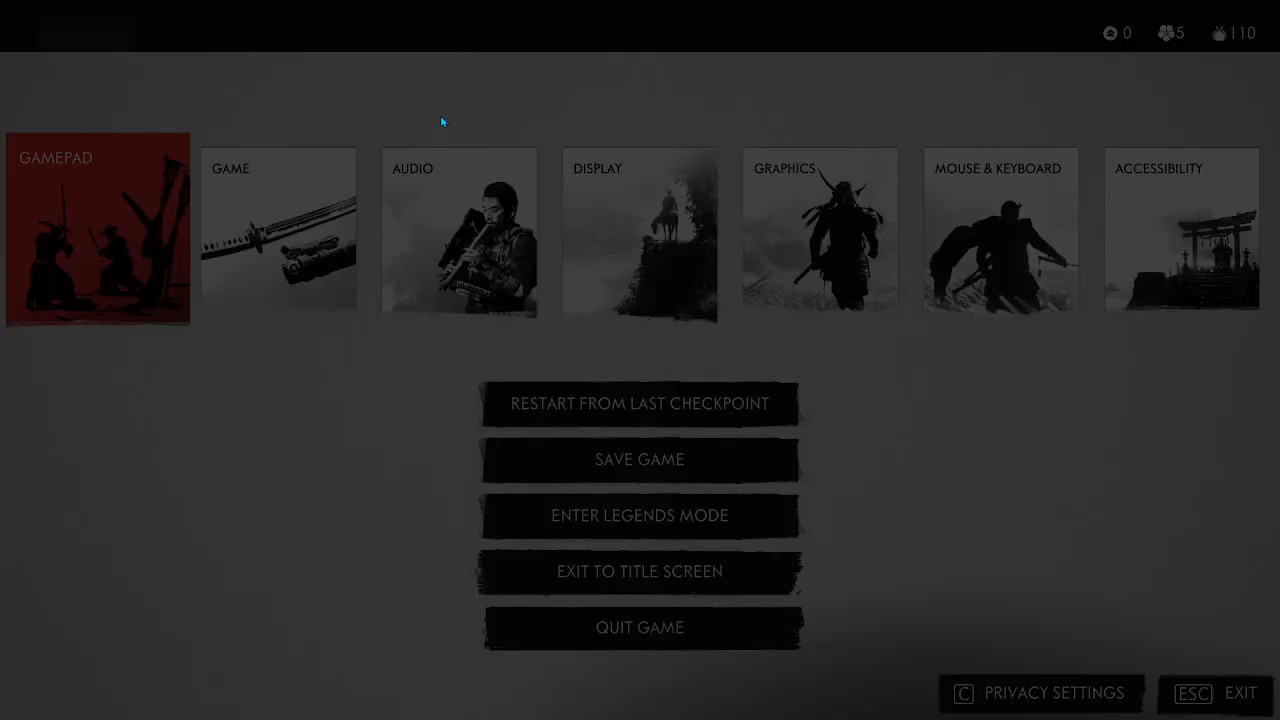 0 5 110
GAMEPAD
GAME
AUDIO
DISPLAY
GRAPHICS
MOUSE & KEYBOARD
ACCESSIBILITY
RESTART FROM LAST CHECKPOINT
SAVE GAME
ENTER LEGENDS MODE
EXIT TO TITLE SCREEN
QUIT GAME
C PRIVACY SETTINGS ESC EXIT